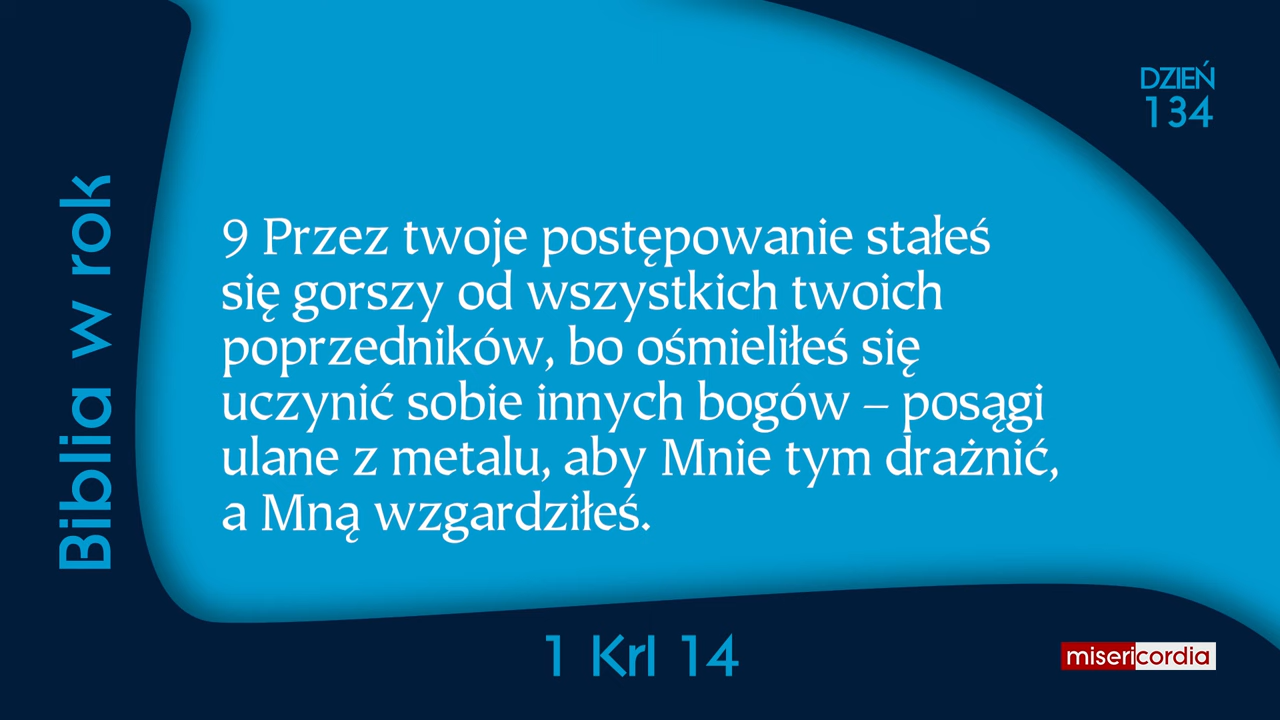 DZIEŃ
134
Biblia w rok
9 Przez twoje postępowanie stałeś
się gorszy od wszystkich twoich
poprzedników, bo ośmieliłeś się
uczynić sobie innych bogów – posągi
ulane z metalu, aby Mnie tym drażnić,
a Mną wzgardziłeś.
1 Krl 14
misericordia